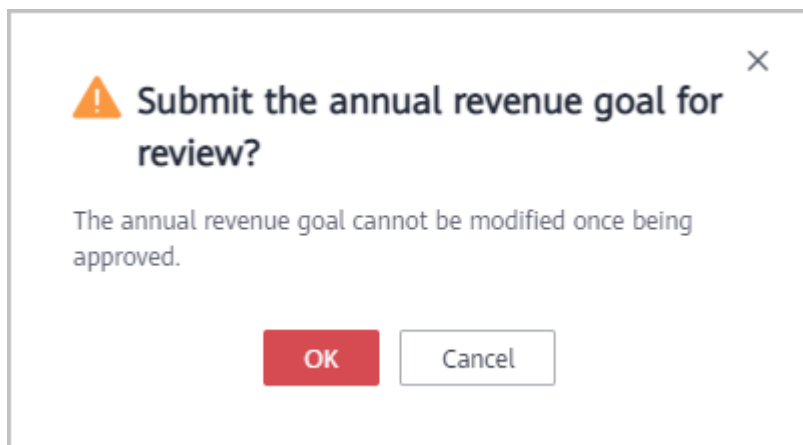 Submit the annual revenue goal for
review?
The annual revenue goal cannot be modified once being
approved.
OK
Cancel